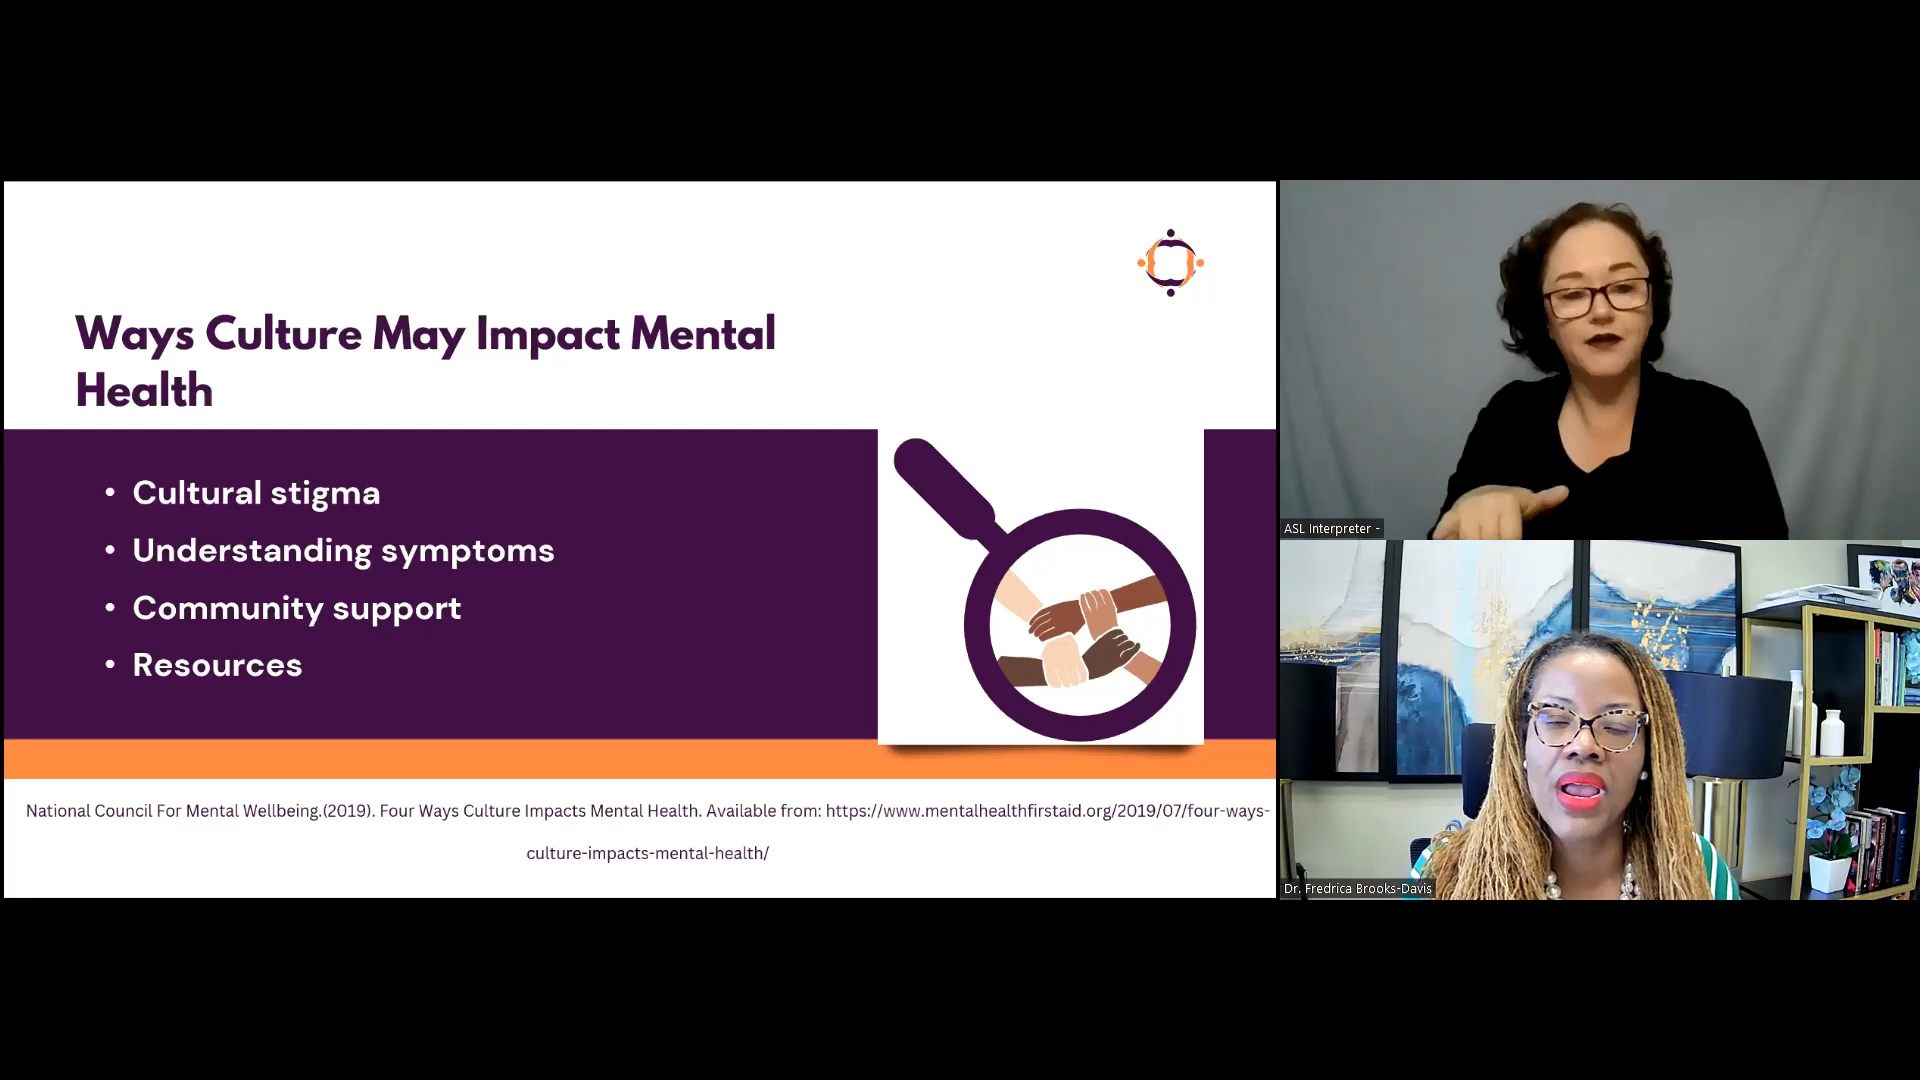 Ways Culture May Impact Mental
Health
• Cultural stigma
• Understanding symptoms
• Community support
• Resources
National Council For Mental Wellbeing.(2019). Four Ways Culture Impacts Mental Health. Available from: https://www.mentalhealthfirstaid.org/2019/07/four-ways-
culture-impacts-mental-health/
ASL Interpreter -
Dr. Fredrica Brooks-Davis